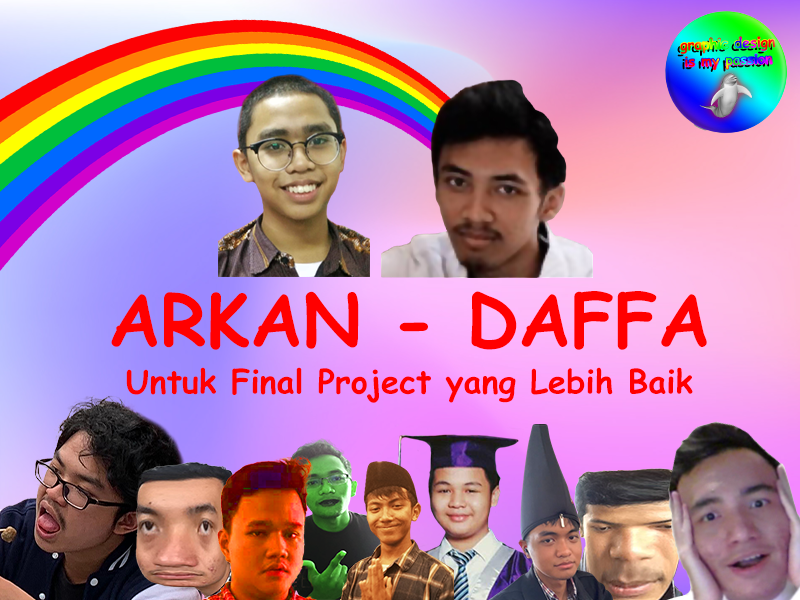 graphic design
is my passion
ARKAN - DAFFA
Untuk Final Project yang Lebih Baik